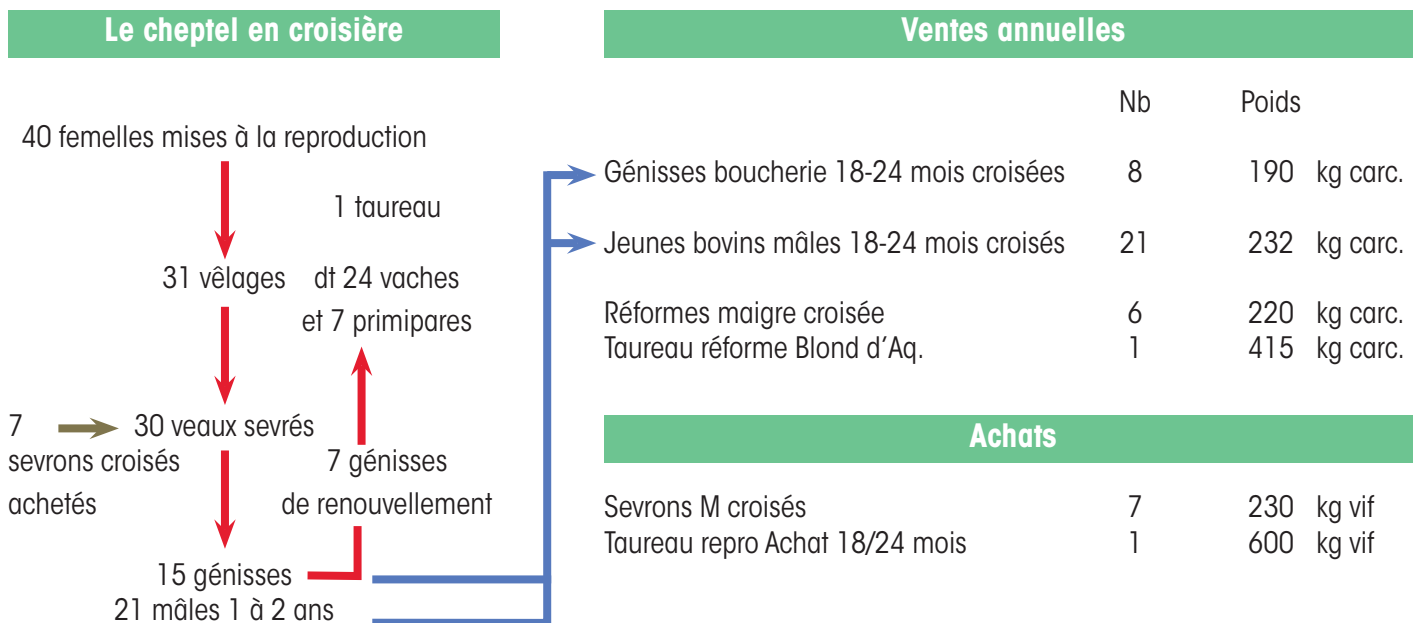 Le cheptel en croisière
40 femelles mises à la reproduction
1 taureau
31 vêlages dt 24 vaches
et 7 primipares
7 30 veaux sevrés
sevrons croisés 7 génisses
achetés de renouvellement
15 génisses
21 mâles 1 à 2 ans
Ventes annuelles
Nb Poids
Génisses boucherie 18-24 mois croisées 8 190 kg carc.
Jeunes bovins mâles 18-24 mois croisés 21 232 kg carc.
Réformes maigre croisée 6 220 kg carc.
Taureau réforme Blond d'Aq. 1 415 kg carc.
Achats
Sevrons M croisés 7 230 kg vif
Taureau repro Achat 18/24 mois 1 600 kg vif